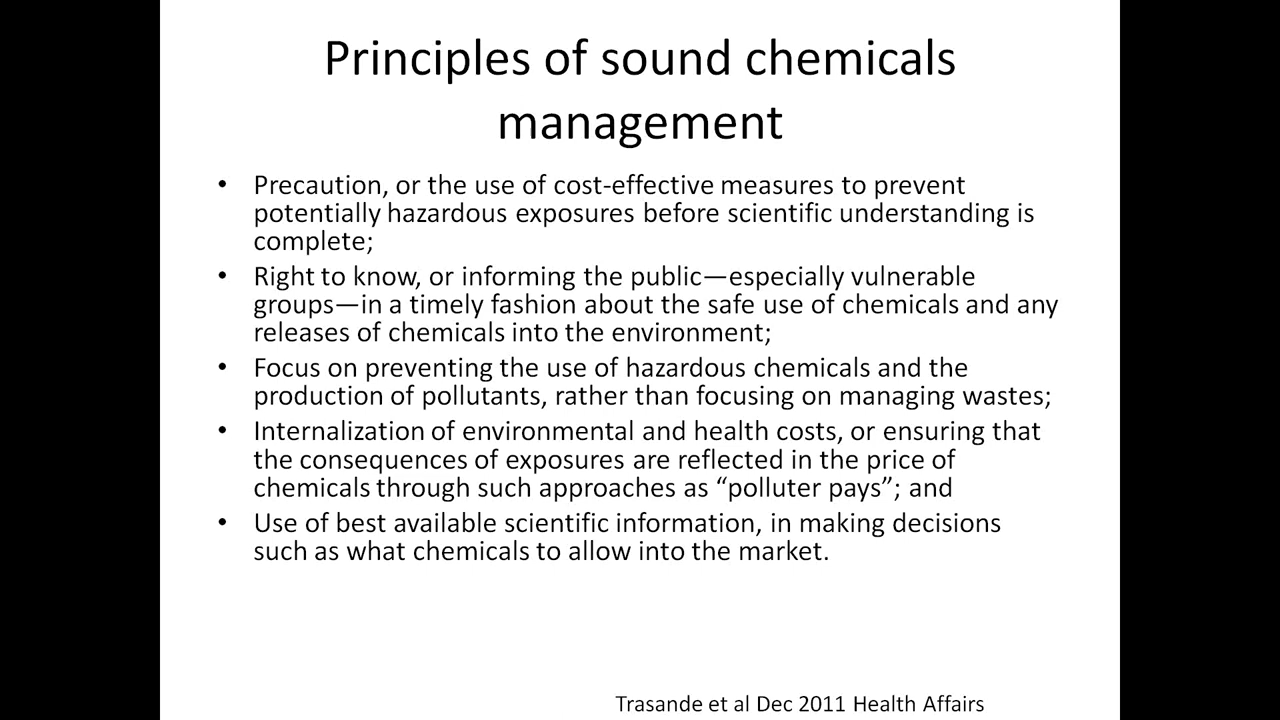 Principles of sound chemicals
management
• Precaution, or the use of cost-effective measures to prevent
potentially hazardous exposures before scientific understanding is
complete;
• Right to know, or informing the public—especially vulnerable
groups—in a timely fashion about the safe use of chemicals and any
releases of chemicals into the environment;
• Focus on preventing the use of hazardous chemicals and the
production of pollutants, rather than focusing on managing wastes;
• Internalization of environmental and health costs, or ensuring that
the consequences of exposures are reflected in the price of
chemicals through such approaches as “polluter pays”; and
• Use of best available scientific information, in making decisions
such as what chemicals to allow into the market.
Trasande et al Dec 2011 Health Affairs